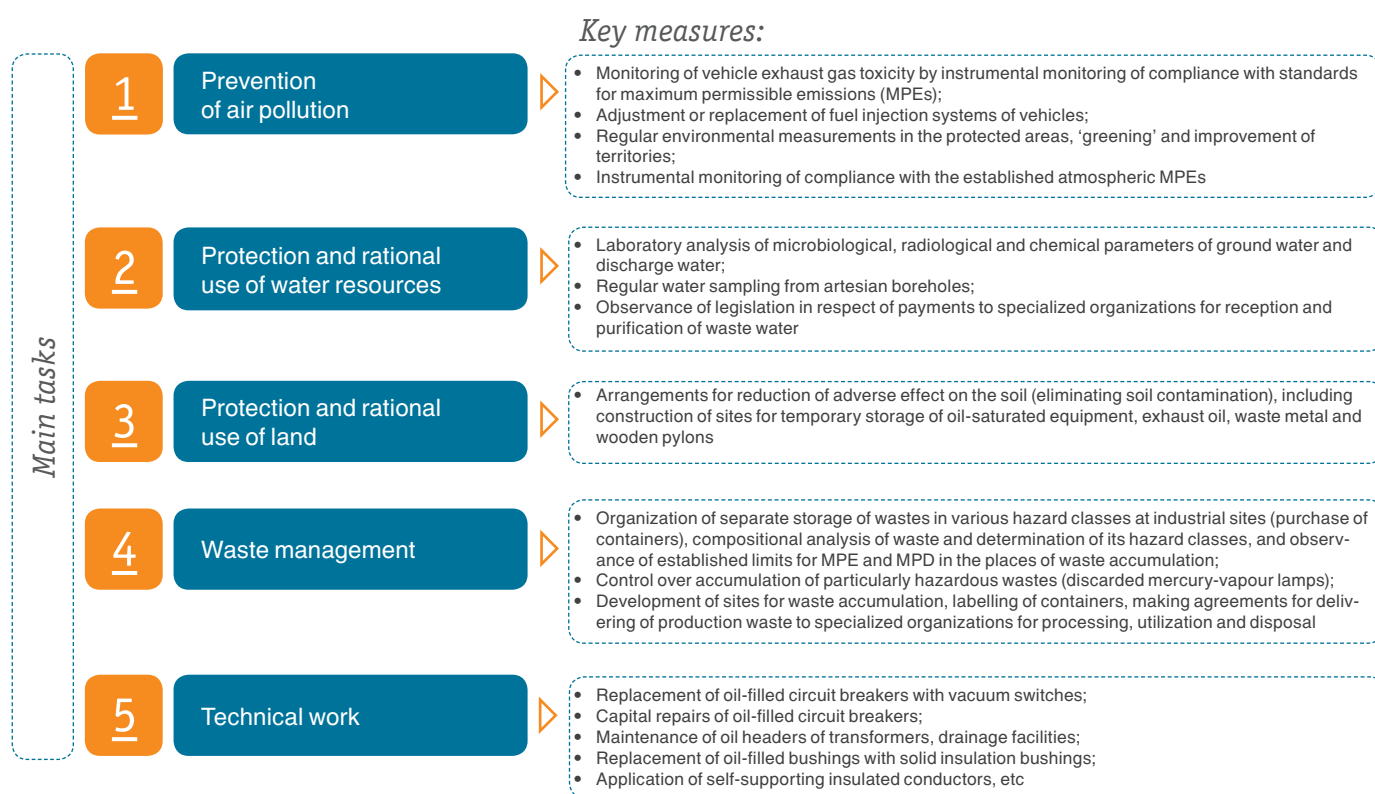 Key measures:
Main tasks
1
Prevention
of air pollution
• Monitoring of vehicle exhaust gas toxicity by instrumental monitoring of compliance with standards
for maximum permissible emissions (MPEs);
• Adjustment or replacement of fuel injection systems of vehicles;
• Regular environmental measurements in the protected areas, ‘greening’ and improvement of
territories;
• Instrumental monitoring of compliance with the established atmospheric MPEs
2
Protection and rational
use of water resources
• Laboratory analysis of microbiological, radiological and chemical parameters of ground water and
discharge water;
• Regular water sampling from artesian boreholes;
• Observance of legislation in respect of payments to specialized organizations for reception and
purification of waste water
3
Protection and rational
use of land
• Arrangements for reduction of adverse effect on the soil (eliminating soil contamination), including
construction of sites for temporary storage of oil-saturated equipment, exhaust oil, waste metal and
wooden pylons
4
Waste management
• Organization of separate storage of wastes in various hazard classes at industrial sites (purchase of
containers), compositional analysis of waste and determination of its hazard classes, and observ-
ance of established limits for MPE and MPD in the places of waste accumulation;
• Control over accumulation of particularly hazardous wastes (discarded mercury-vapour lamps);
• Development of sites for waste accumulation, labelling of containers, making agreements for deliv-
ering of production waste to specialized organizations for processing, utilization and disposal
5
Technical work
• Replacement of oil-filled circuit breakers with vacuum switches;
• Capital repairs of oil-filled circuit breakers;
• Maintenance of oil headers of transformers, drainage facilities;
• Replacement of oil-filled bushings with solid insulation bushings;
• Application of self-supporting insulated conductors, etc